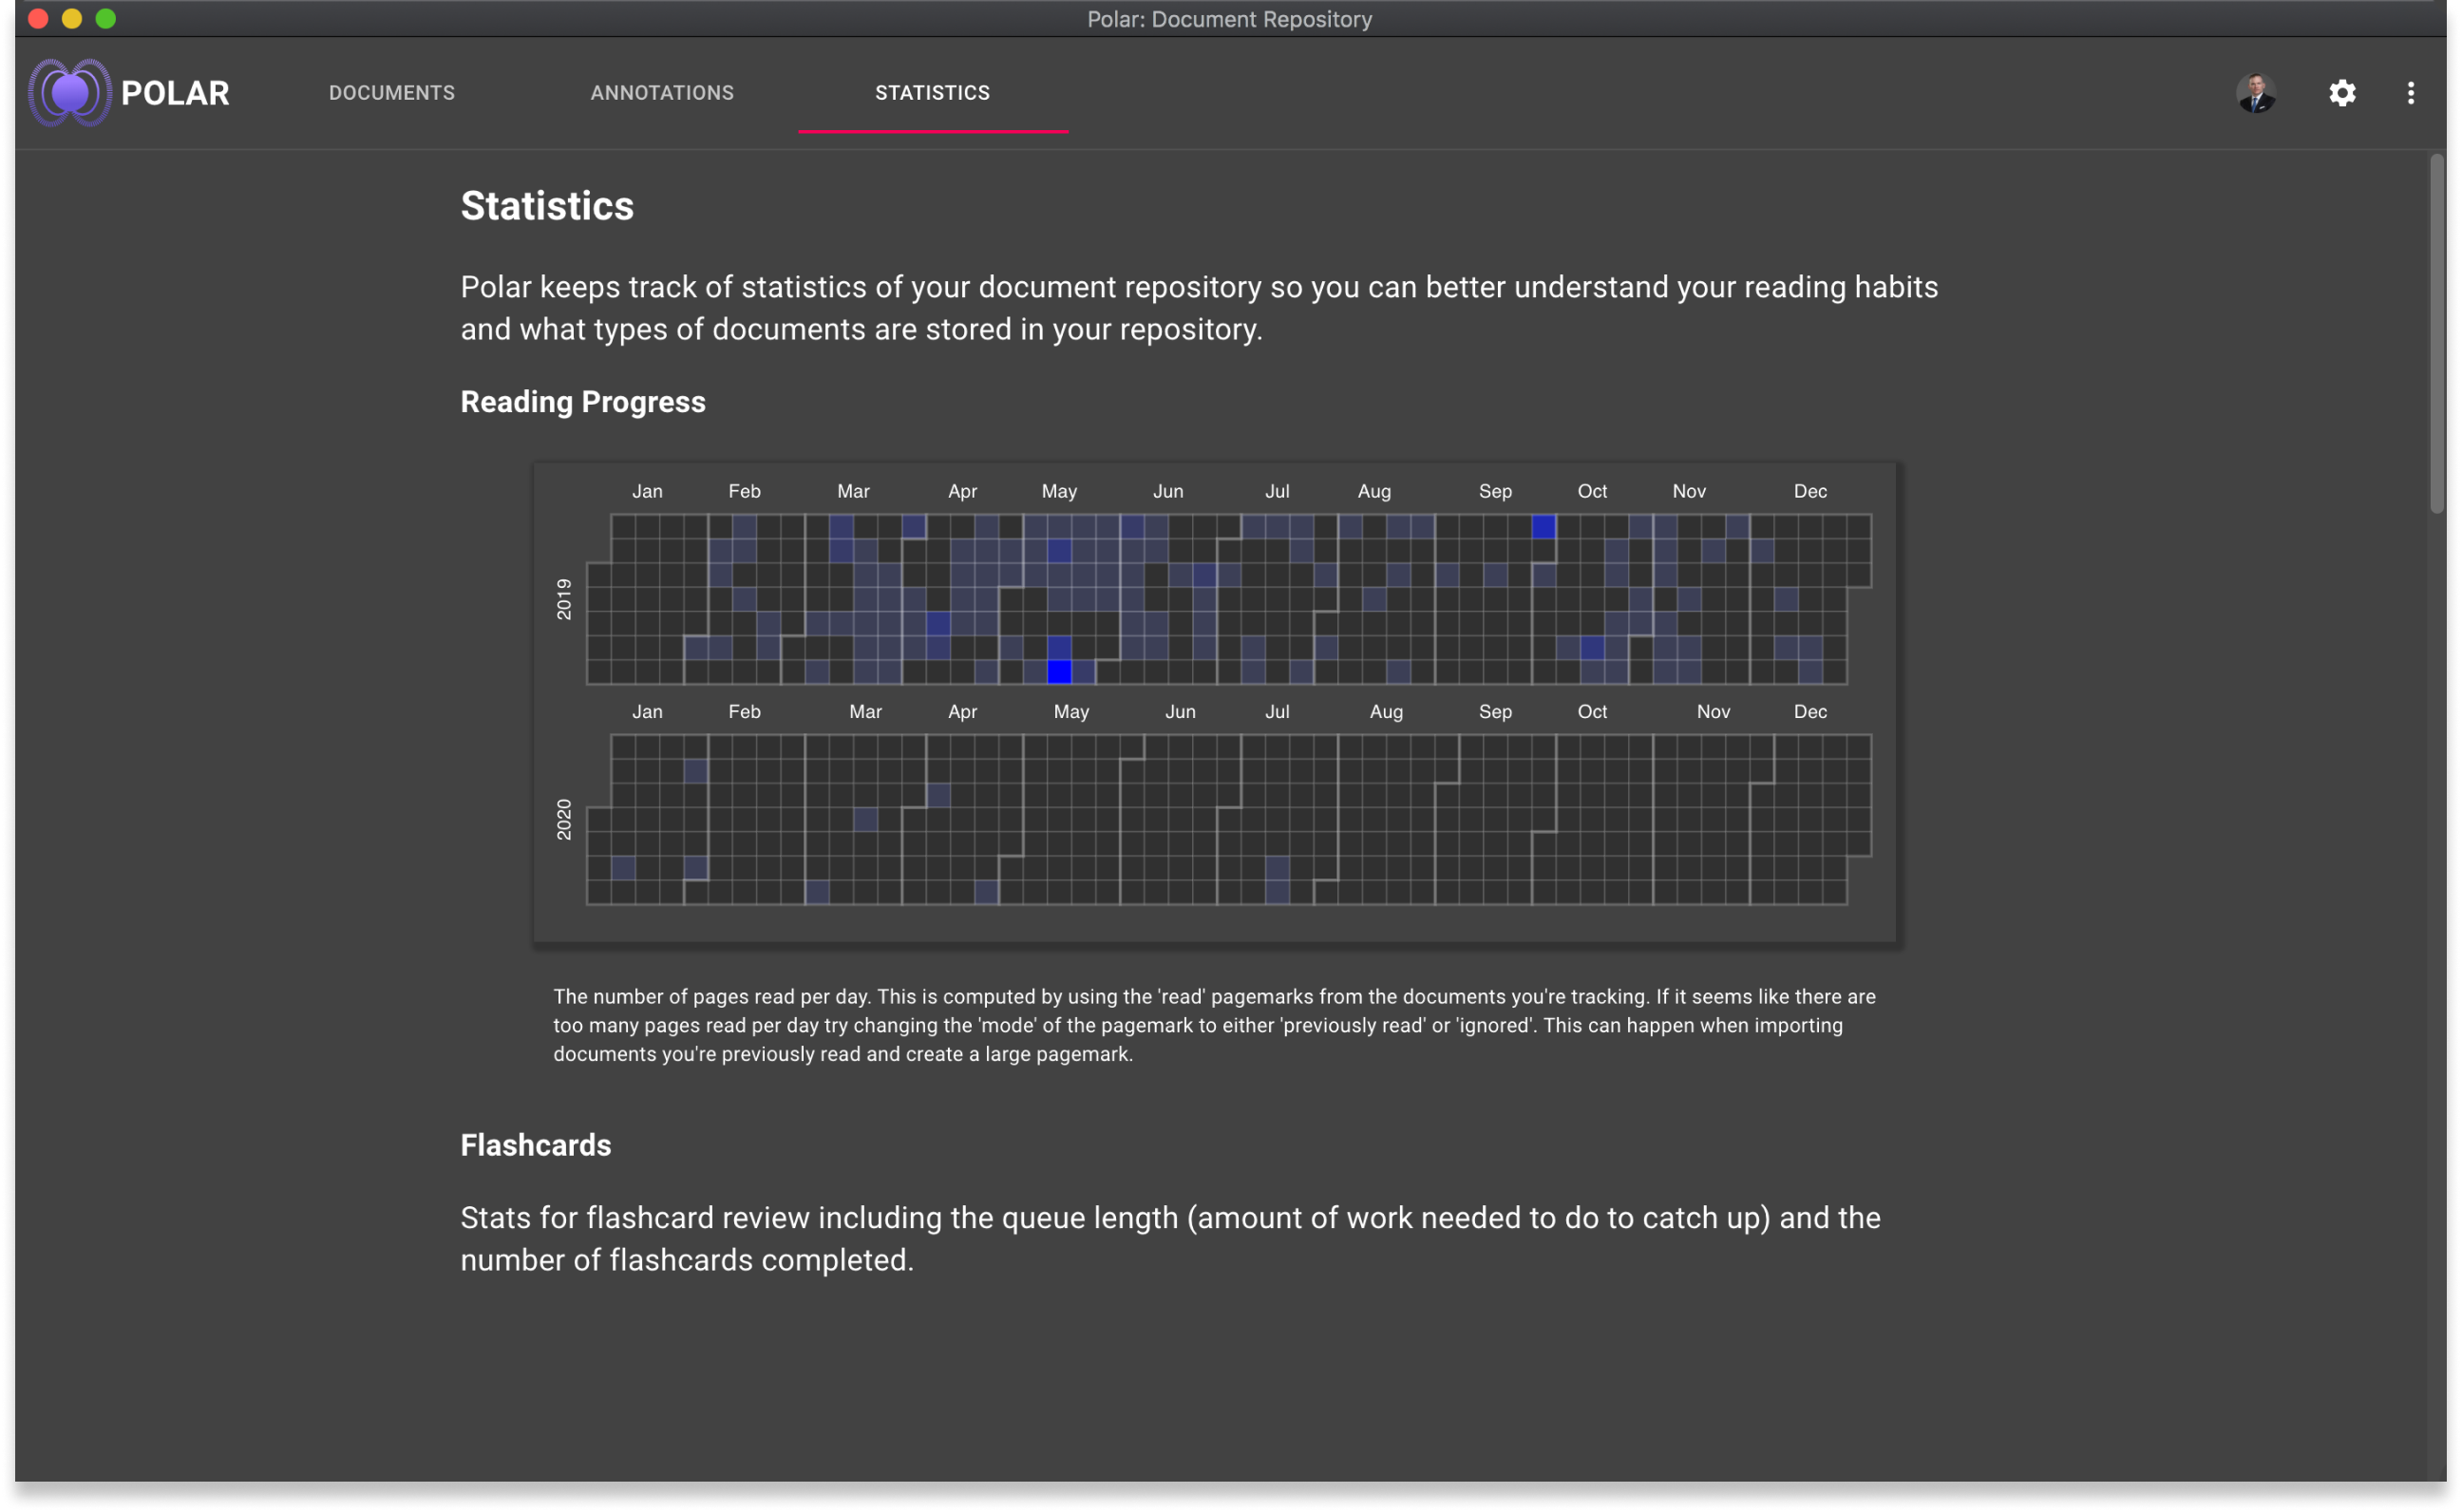 Polar: Document Repository
POLAR
DOCUMENTS
ANNOTATIONS
STATISTICS
Statistics
Polar keeps track of statistics of your document repository so you can better understand your reading habits
and what types of documents are stored in your repository.
Reading Progress
Jan Feb Mar Apr May Jun Jul Aug Sep Oct Nov Dec
2019
Jan Feb Mar Apr May Jun Jul Aug Sep Oct Nov Dec
2020
The number of pages read per day. This is computed by using the 'read' pagemarks from the documents you're tracking. If it seems like there are
too many pages read per day try changing the 'mode' of the pagemark to either 'previously read' or 'ignored'. This can happen when importing
documents you're previously read and create a large pagemark.
Flashcards
Stats for flashcard review including the queue length (amount of work needed to do to catch up) and the
number of flashcards completed.